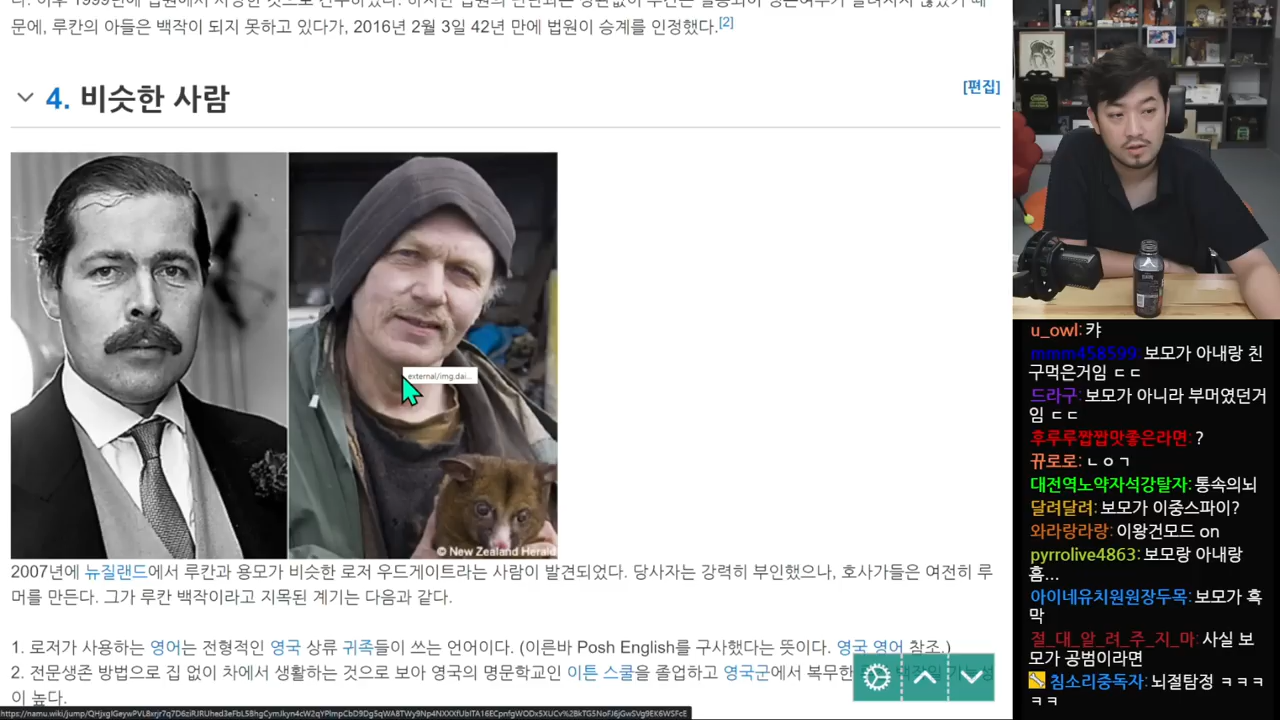 문에, 루칸의 아들은 백작이 되지 못하고 있다가, 2016년 2월 3일 42년 만에 법원이 승계를 인정했다.[2]
4. 비슷한 사람
[편집]
external/img.dai...
© New Zealand Herald
2007년에 뉴질랜드에서 루칸과 용모가 비슷한 로저 우드게이트라는 사람이 발견되었다. 당사자는 강력히 부인했으나, 호사가들은 여전히 루
머를 만든다. 그가 루칸 백작이라고 지목된 계기는 다음과 같다.
1. 로저가 사용하는 영어는 전형적인 영국 상류 귀족들이 쓰는 언어이다. (이른바 Posh English를 구사했다는 뜻이다. 영국 영어 참조.)
2. 전문생존 방법으로 집 없이 차에서 생활하는 것으로 보아 영국의 명문학교인 이튼 스쿨을 졸업하고 영국군에서 복무한
이 높다.
u_owl: 캬
mmm458599: 보모가 아내랑 친
구먹은거임 ㄷㄷ
드라구: 보모가 아니라 부머였던거
임 ㄷㄷ
후루루짭짭맛좋은라면: ?
뀨로로: ㄴㅇㄱ
대전역노약자석강탈자: 통속의뇌
달려달려: 보모가 이중스파이?
와라랑라랑: 이왕건모드 on
pyrrolive4863: 보모랑 아내랑
흠...
아이네유치원원장두목: 보모가 흑
막
절_대_앞_려_주_지_마: 사실 보
모가 공범이라면
침소리중독자: 뇌절탐정 ㅋㅋㅋ
ㅋㅋ